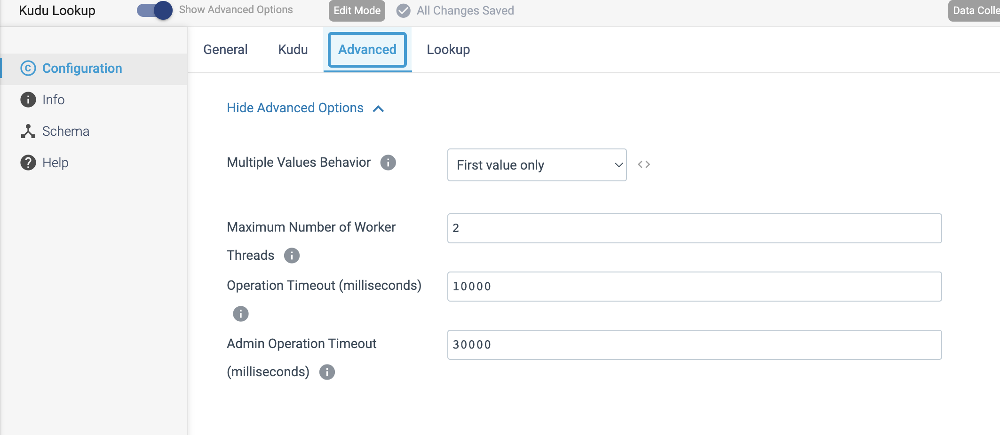 Kudu Lookup
Show Advanced Options
Edit Mode
All Changes Saved
Data Colle
Configuration
Info
Schema
Help
General
Kudu
Advanced
Lookup
Hide Advanced Options
Multiple Values Behavior
First value only
Maximum Number of Worker
Threads
2
Operation Timeout (milliseconds)
10000
Admin Operation Timeout
(milliseconds)
30000